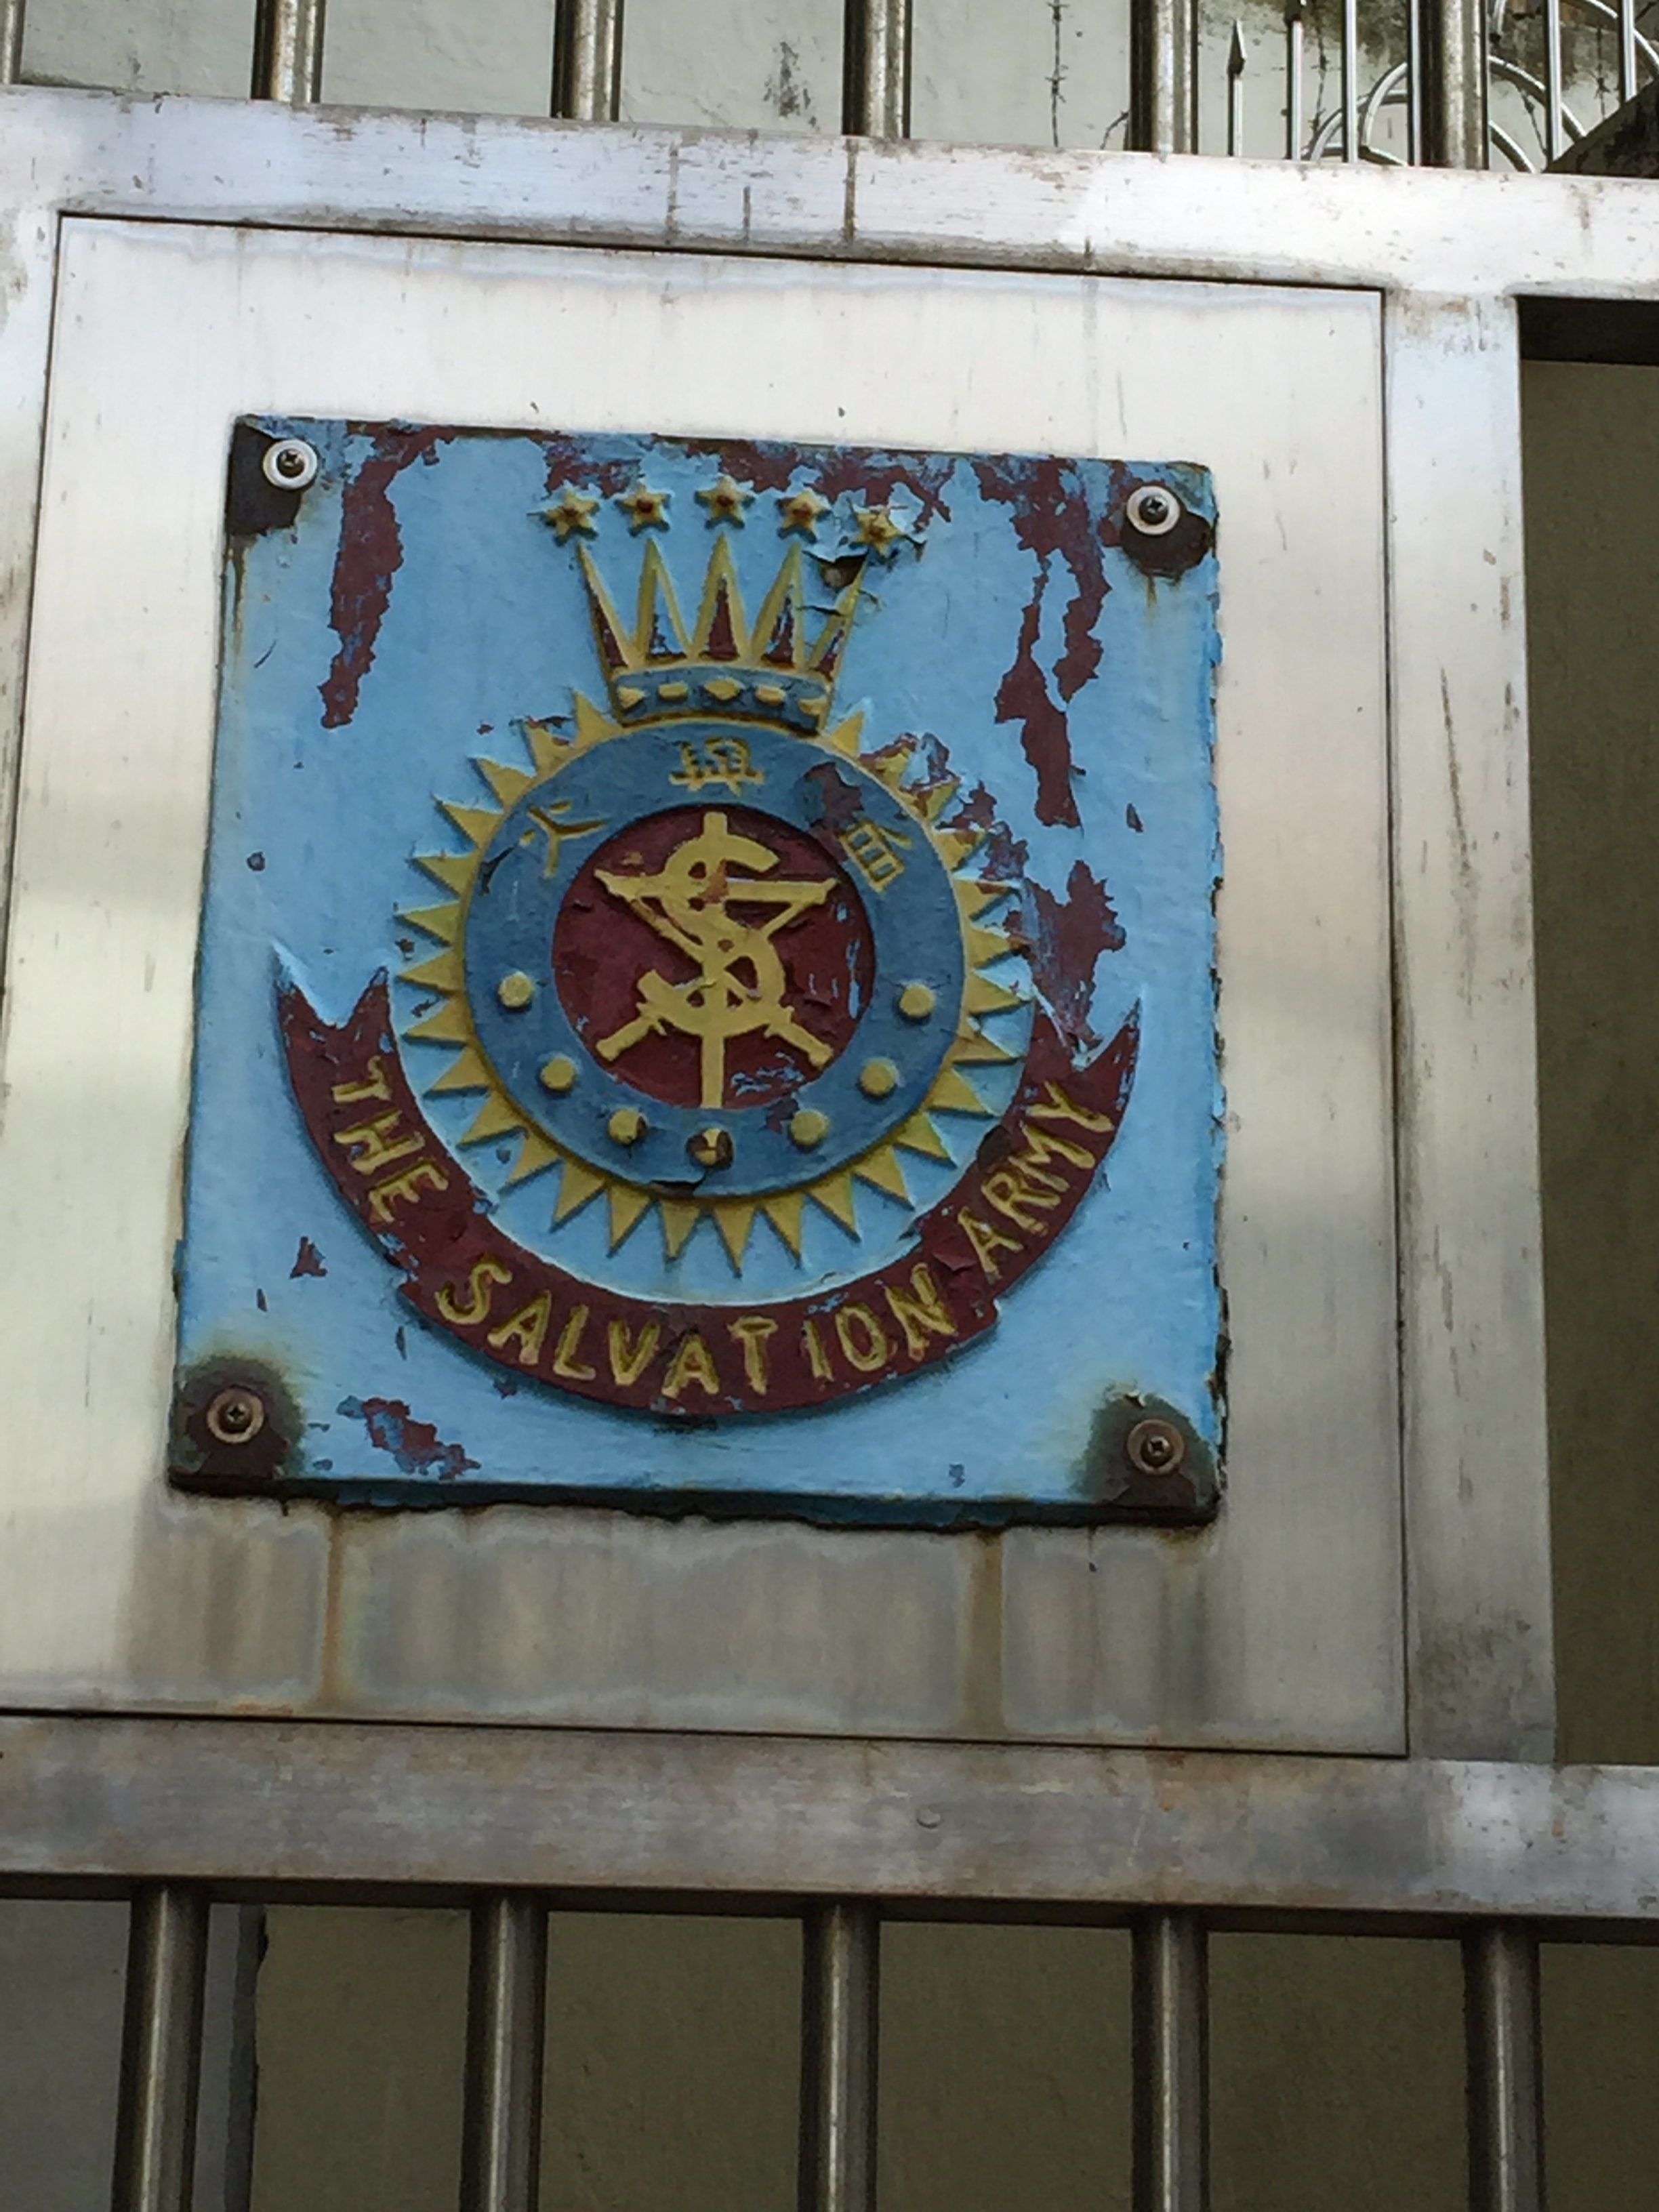 血與火
THE SALVATION ARMY